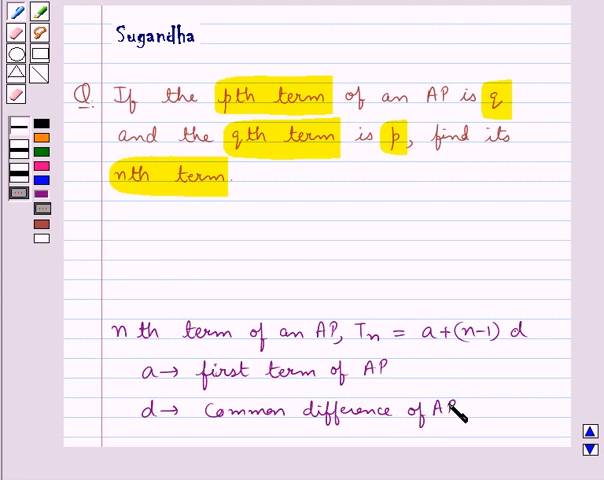 Sugandha
Q. If the pth term of an AP is q
and the qth term is p, find its
nth term.
nth term of an AP, Tn = a+(n-1) d
a→ first term of AP
d→ Common difference of AP